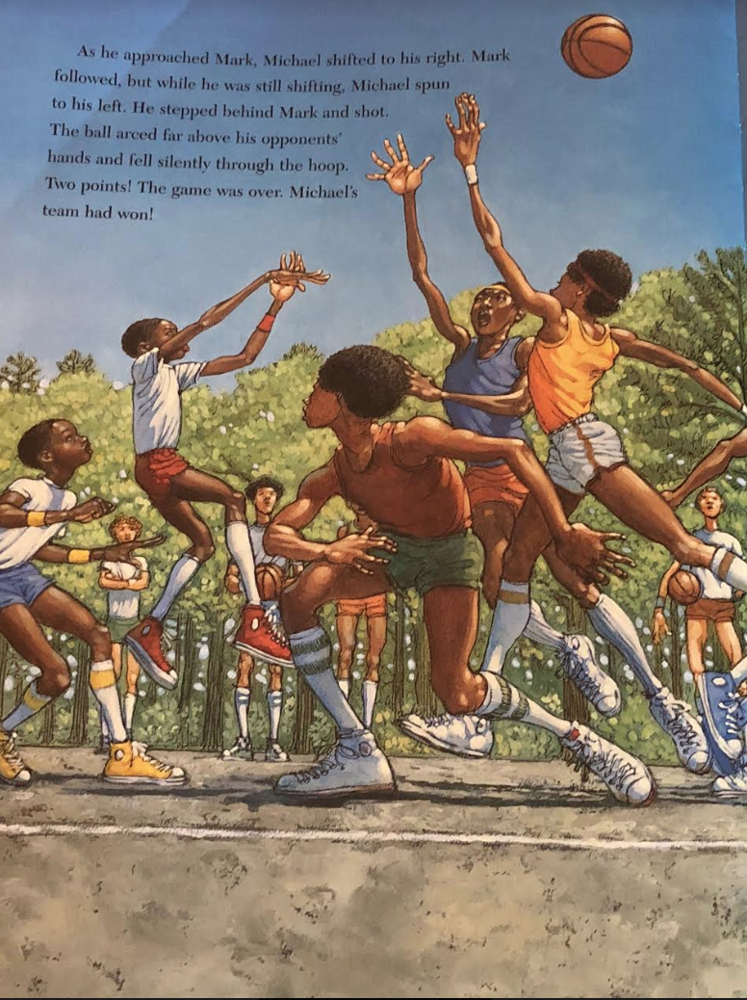 As he approached Mark, Michael shifted to his right. Mark
followed, but while he was still shifting, Michael spun
to his left. He stepped behind Mark and shot.
The ball arced far above his opponents'
hands and fell silently through the hoop.
Two points! The game was over. Michael's
team had won!